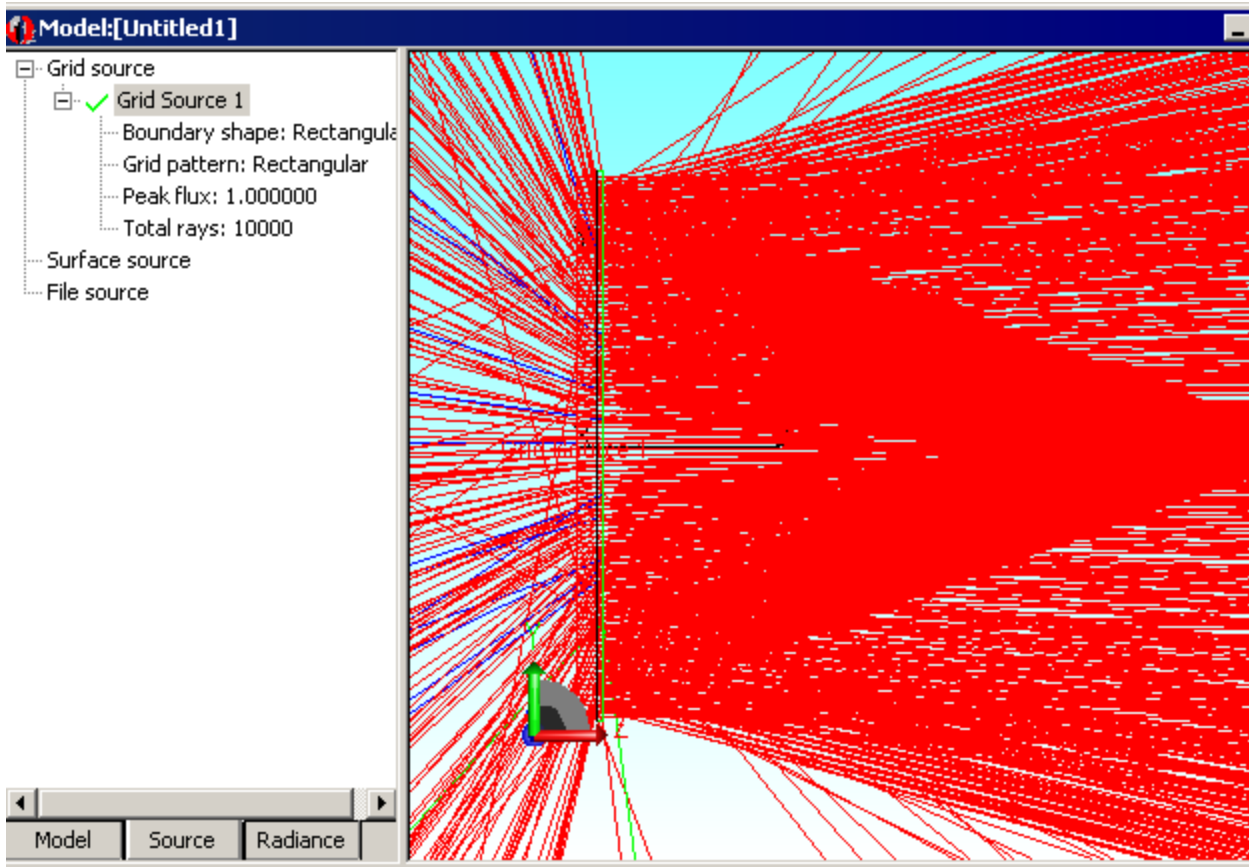 Model:[Untitled1]
Grid source
Grid Source 1
Boundary shape: Rectangula
Grid pattern: Rectangular
Peak flux: 1.000000
Total rays: 10000
Surface source
File source
Model
Source
Radiance
Z